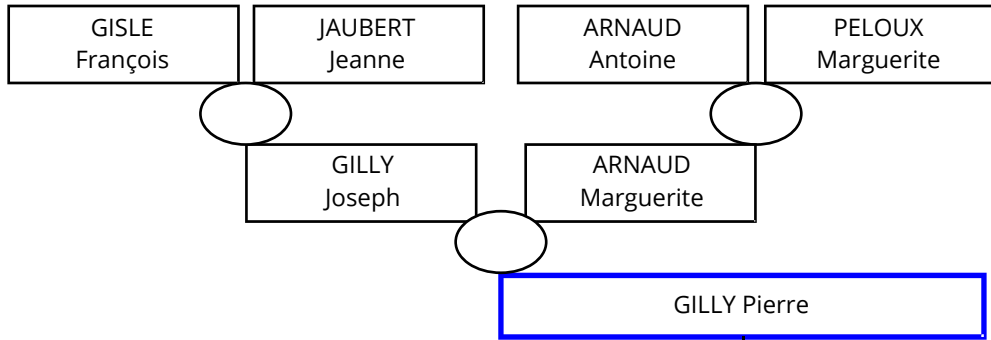 GISLE
François
JAUBERT
Jeanne
ARNAUD
Antoine
PELOUX
Marguerite
GILLY
Joseph
ARNAUD
Marguerite
GILLY Pierre